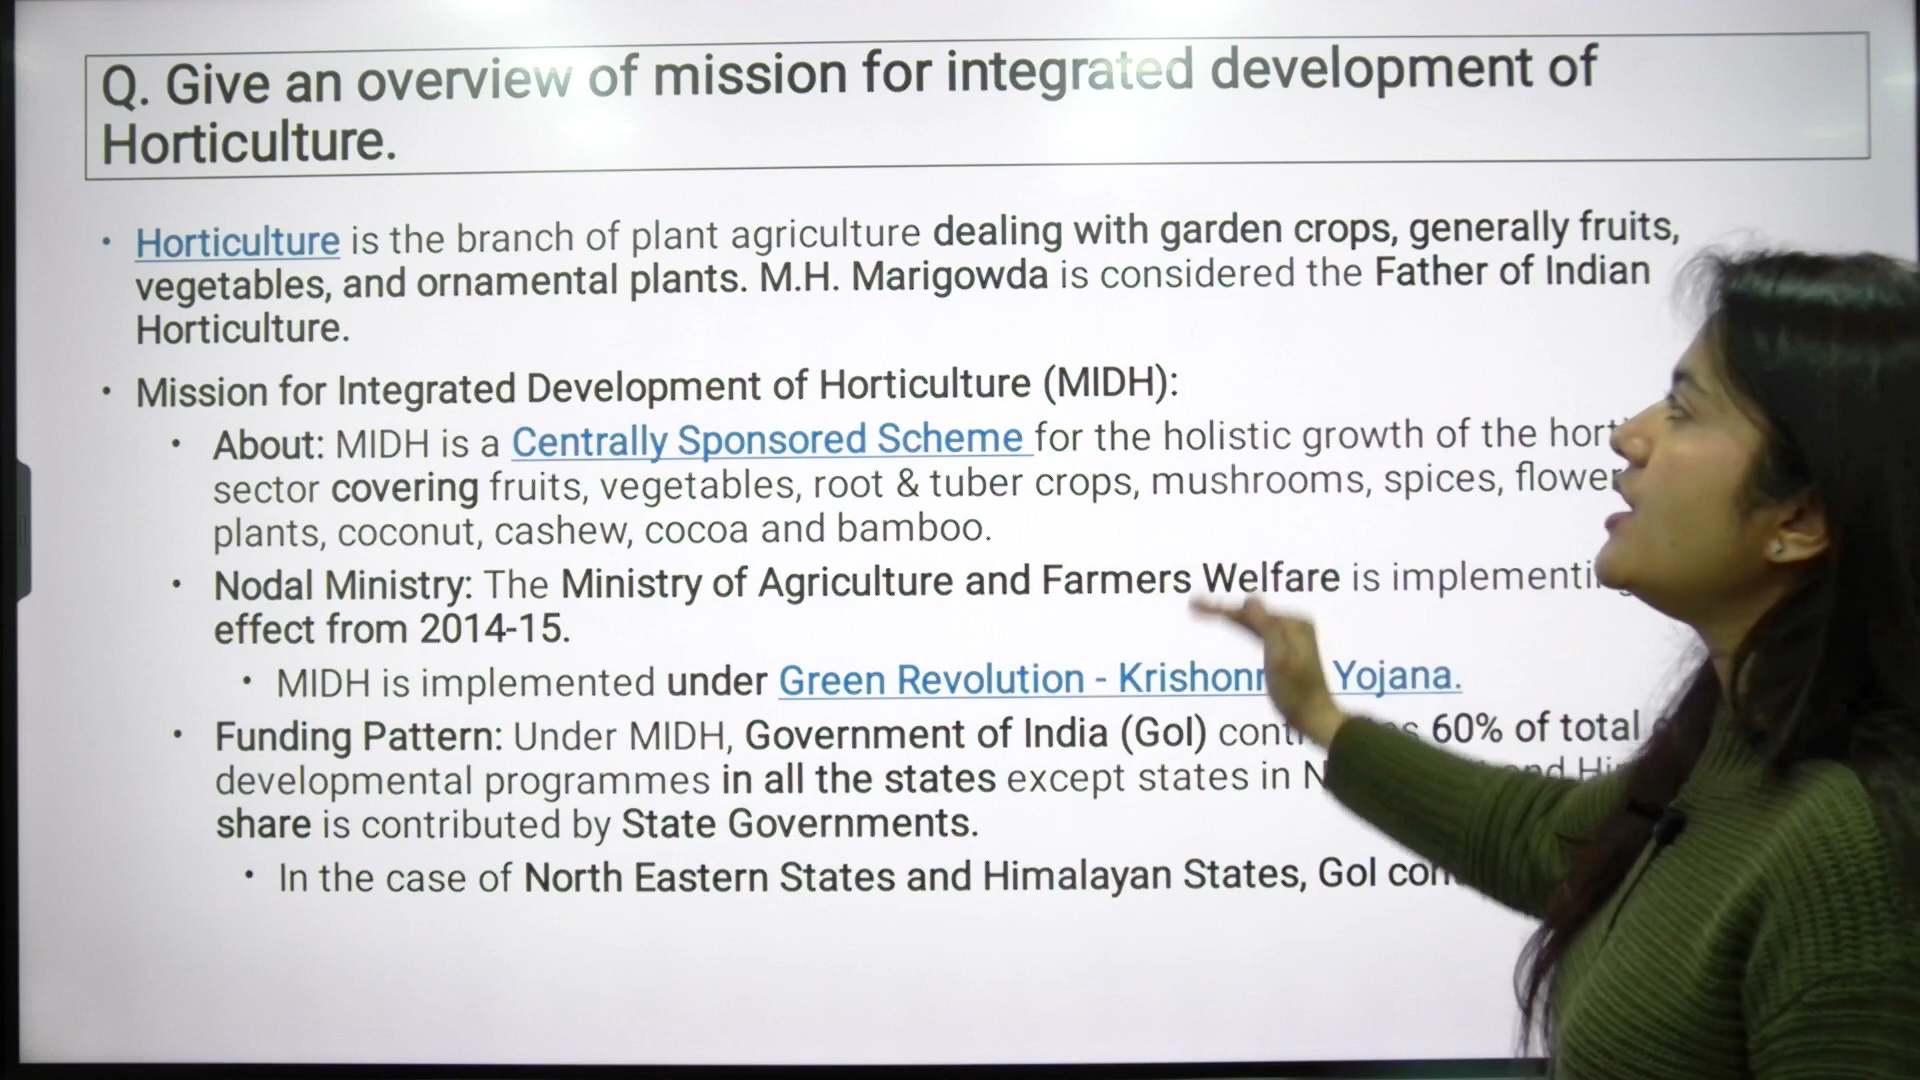 Q. Give an overview of mission for integrated development of
Horticulture.
• Horticulture is the branch of plant agriculture dealing with garden crops, generally fruits,
vegetables, and ornamental plants. M.H. Marigowda is considered the Father of Indian
Horticulture.
• Mission for Integrated Development of Horticulture (MIDH):
• About: MIDH is a Centrally Sponsored Scheme for the holistic growth of the
sector covering fruits, vegetables, root & tuber crops, mushrooms, spices,
plants, coconut, cashew, cocoa and bamboo.
• Nodal Ministry: The Ministry of Agriculture and Farmers Welfare is
effect from 2014-15.
• MIDH is implemented under Green Revolution - Yojana.
• Funding Pattern: Under MIDH, Government of India (GoI) 60% of total
developmental programmes in all the states except states in
share is contributed by State Governments.
• In the case of North Eastern States and Himalayan States, GoI